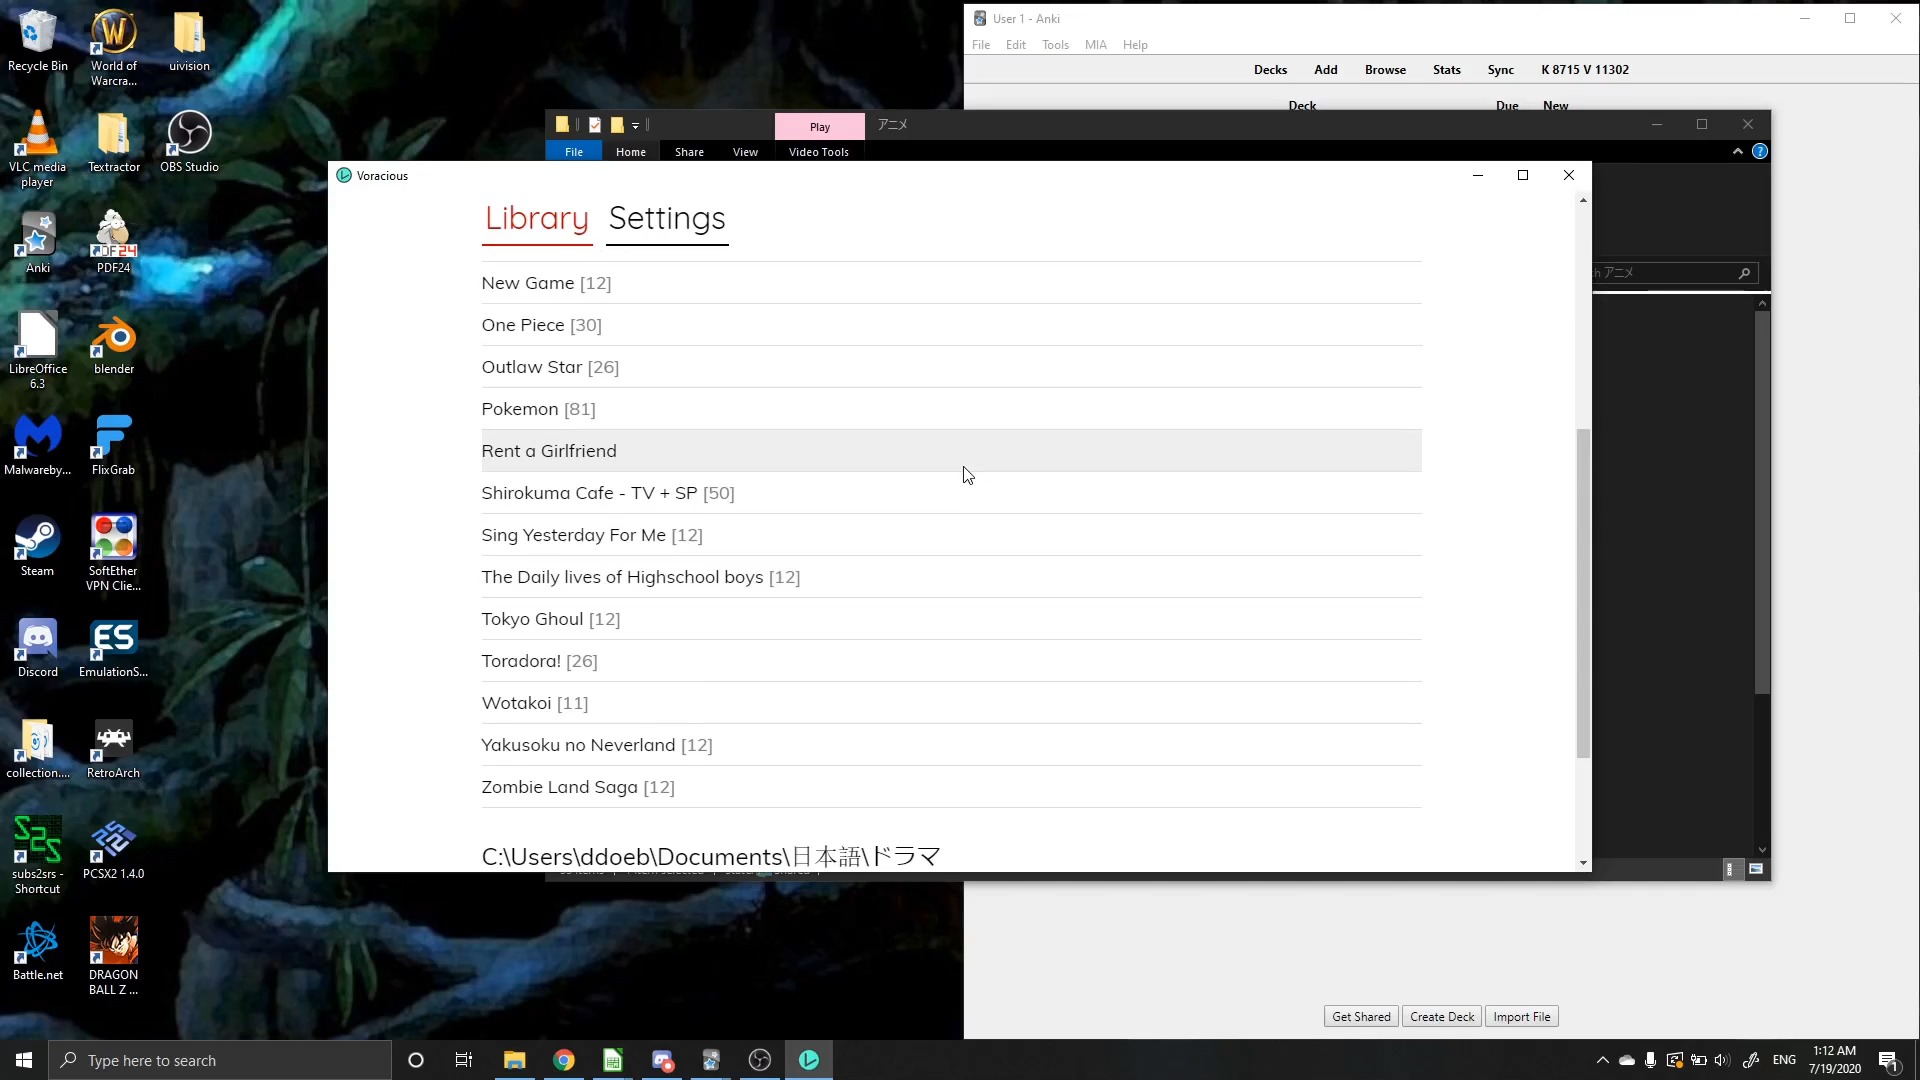 Recycle Bin
World of
Warcra...
uivision
VLC media
player
Textractor
OBS Studio
Anki
PDF24
LibreOffice
6.3
blender
Malwareby...
FlixGrab
Steam
SoftEther
VPN Clie...
Discord
EmulationS...
collection....
RetroArch
subs2srs -
Shortcut
PCSX2 1.4.0
Battle.net
DRAGON
BALL Z ...
User 1 - Anki
File Edit Tools MIA Help
Decks Add Browse Stats Sync K 8715 V 11302
Deck Due New
Play アニメ
File Home Share View Video Tools
アニメ
Voracious
Library Settings
New Game [12]
One Piece [30]
Outlaw Star [26]
Pokemon [81]
Rent a Girlfriend
Shirokuma Cafe - TV + SP [50]
Sing Yesterday For Me [12]
The Daily lives of Highschool boys [12]
Tokyo Ghoul [12]
Toradora! [26]
Wotakoi [11]
Yakusoku no Neverland [12]
Zombie Land Saga [12]
C:\Users\ddoeb\Documents\日本語\ドラマ
Get Shared Create Deck Import File
Type here to search
ENG
1:12 AM
7/19/2020